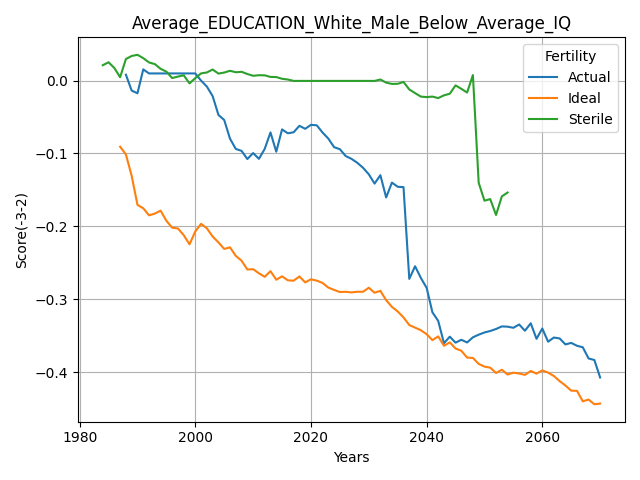 Average_EDUCATION_White_Male_Below_Average_IQ
Fertility
Actual
Ideal
Sterile
Score(-3-2)
0.0
−0.1
−0.2
−0.3
−0.4
1980
2000
2020
2040
2060
Years